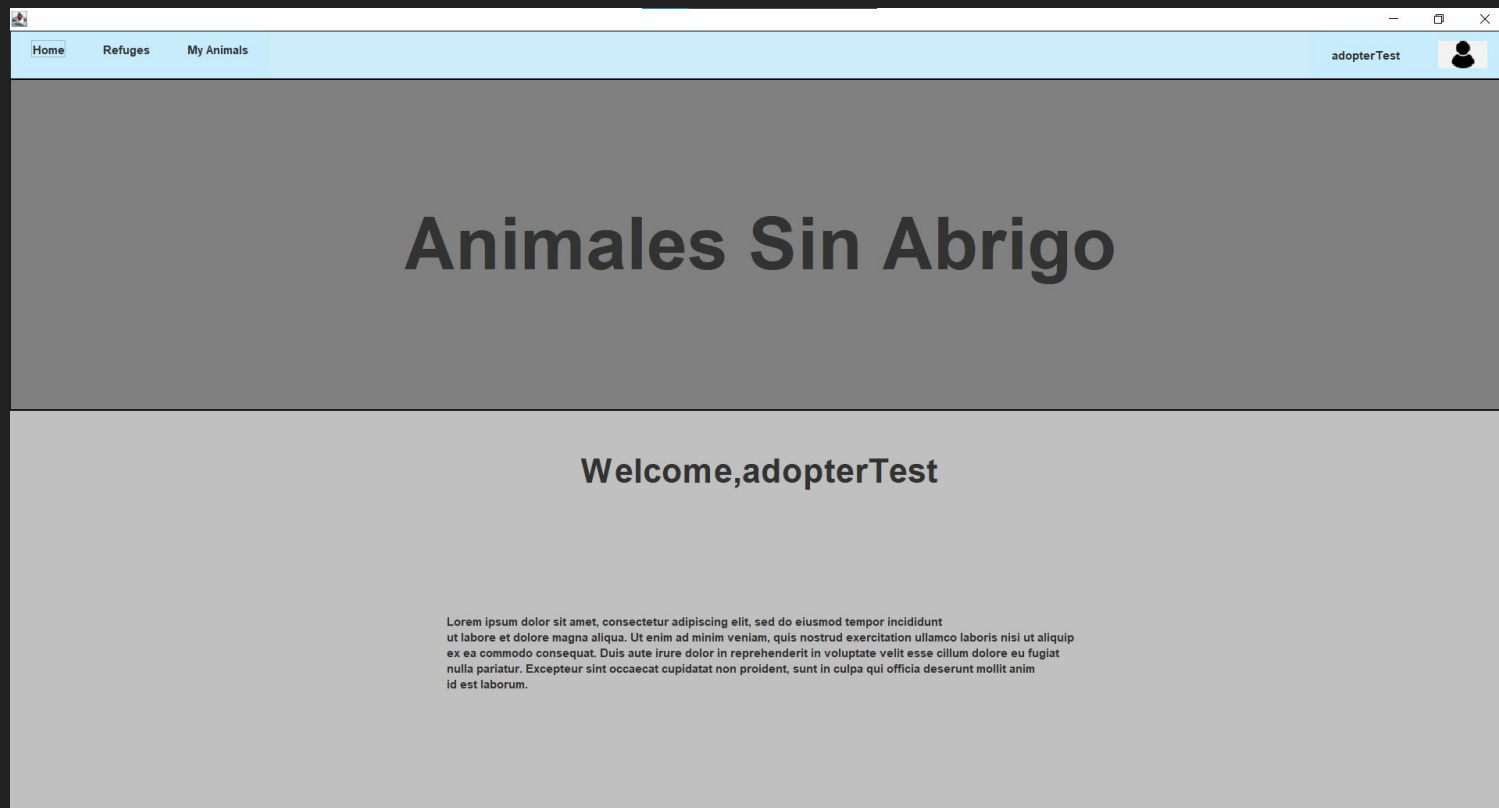 Home Refuges My Animals adopterTest
Animales Sin Abrigo
Welcome,adopterTest
Lorem ipsum dolor sit amet, consectetur adipiscing elit, sed do eiusmod tempor incididunt
ut labore et dolore magna aliqua. Ut enim ad minim veniam, quis nostrud exercitation ullamco laboris nisi ut aliquip
ex ea commodo consequat. Duis aute irure dolor in reprehenderit in voluptate velit esse cillum dolore eu fugiat
nulla pariatur. Excepteur sint occaecat cupidatat non proident, sunt in culpa qui officia deserunt mollit anim
id est laborum.